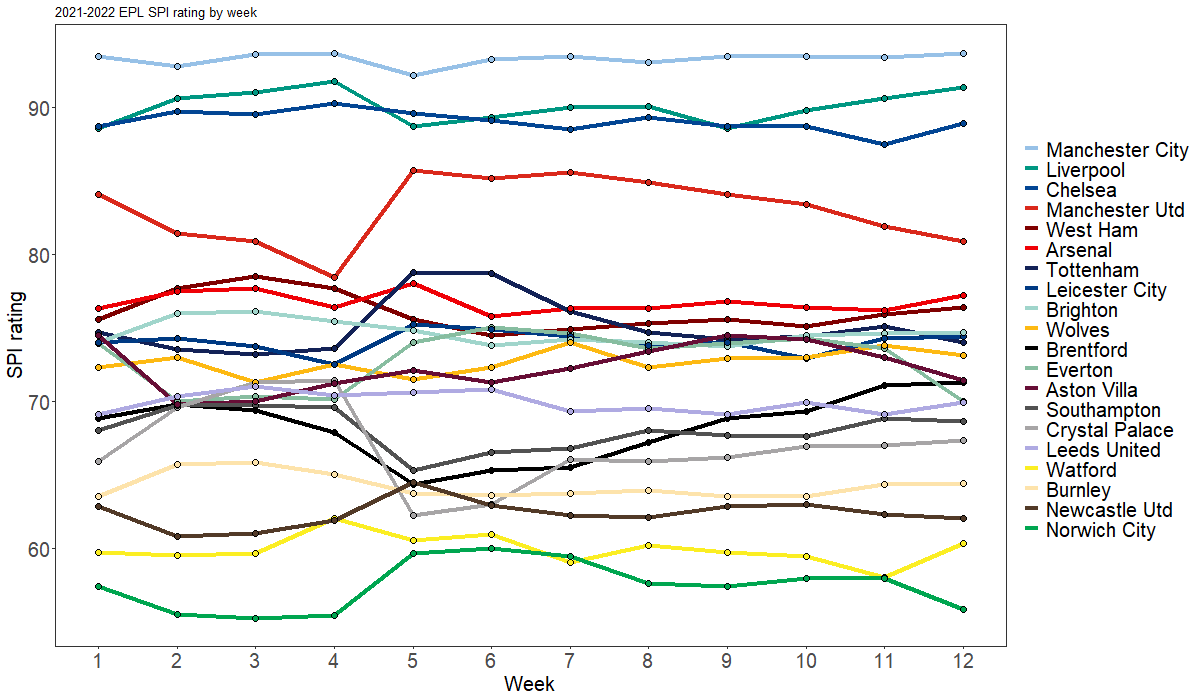 2021-2022 EPL SPI rating by week
SPI rating
90
80
70
60
1 2 3 4 5 6 7 8 9 10 11 12
Week
Manchester City
Liverpool
Chelsea
Manchester Utd
West Ham
Arsenal
Tottenham
Leicester City
Brighton
Wolves
Brentford
Everton
Aston Villa
Southampton
Crystal Palace
Leeds United
Watford
Burnley
Newcastle Utd
Norwich City